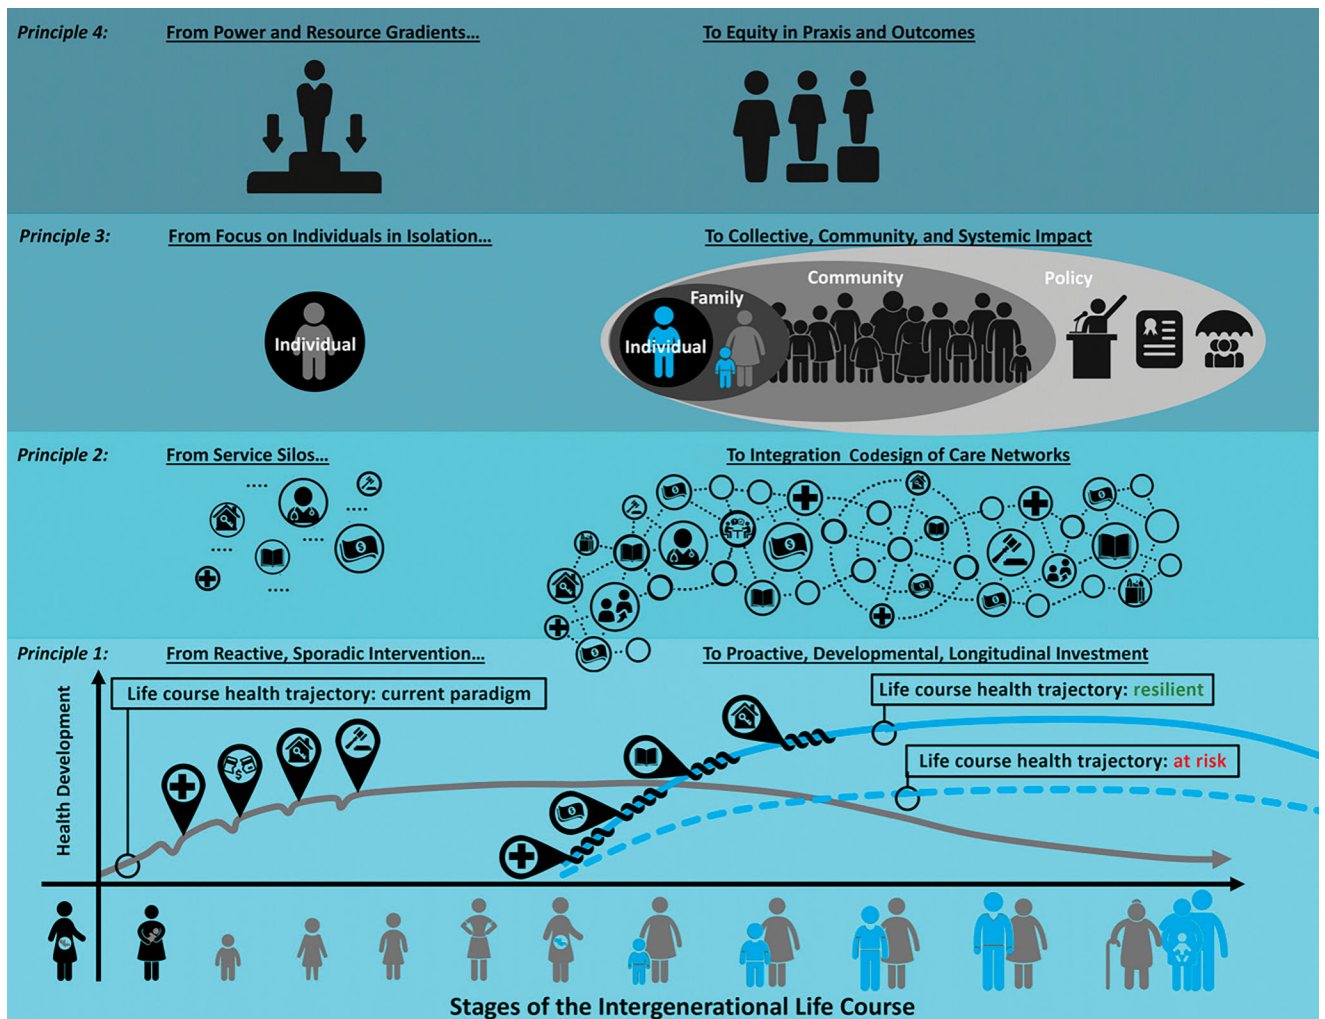 Principle 4:
From Power and Resource Gradients...
To Equity in Praxis and Outcomes
Principle 3:
From Focus on Individuals in Isolation...
To Collective, Community, and Systemic Impact
Individual
Individual
Family
Community
Policy
Principle 2:
From Service Silos...
To Integration Codesign of Care Networks
Principle 1:
From Reactive, Sporadic Intervention...
To Proactive, Developmental, Longitudinal Investment
Life course health trajectory: current paradigm
Life course health trajectory: resilient
Life course health trajectory: at risk
Health Development
Stages of the Intergenerational Life Course